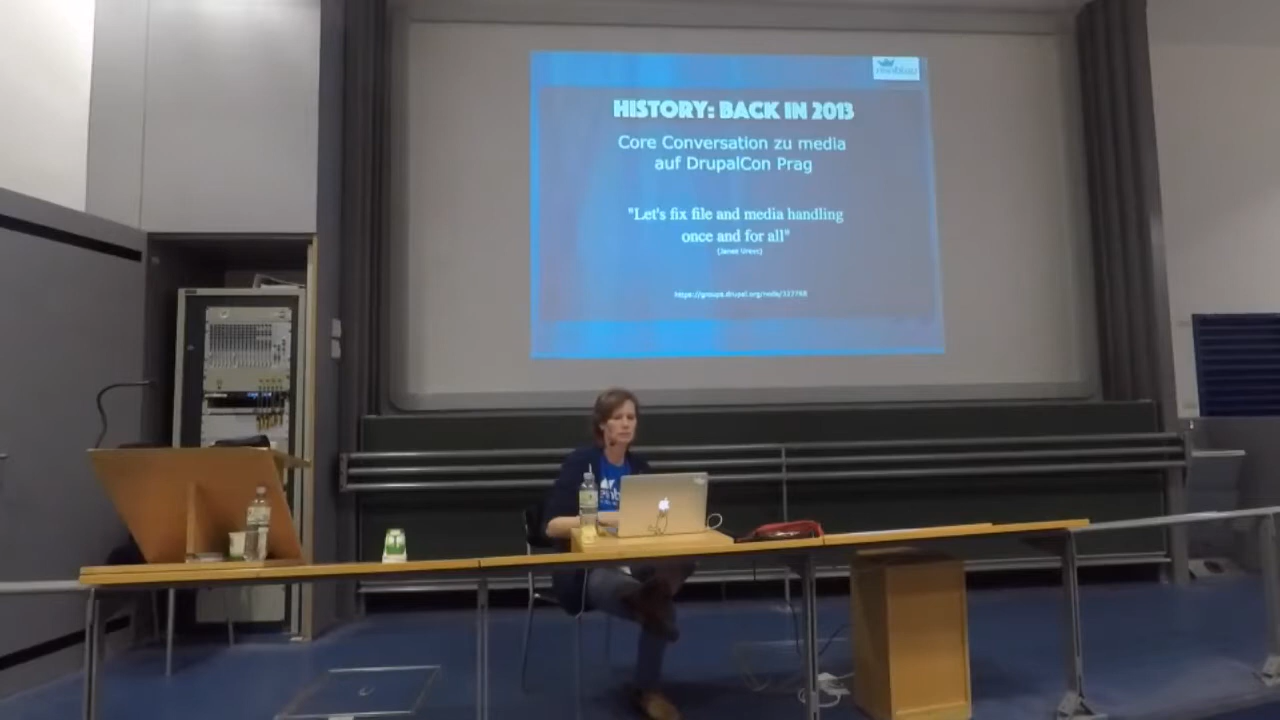 HISTORY: BACK IN 2013
Core Conversation zu media
auf DrupalCon Prag
"Let's fix file and media handling
once and for all"